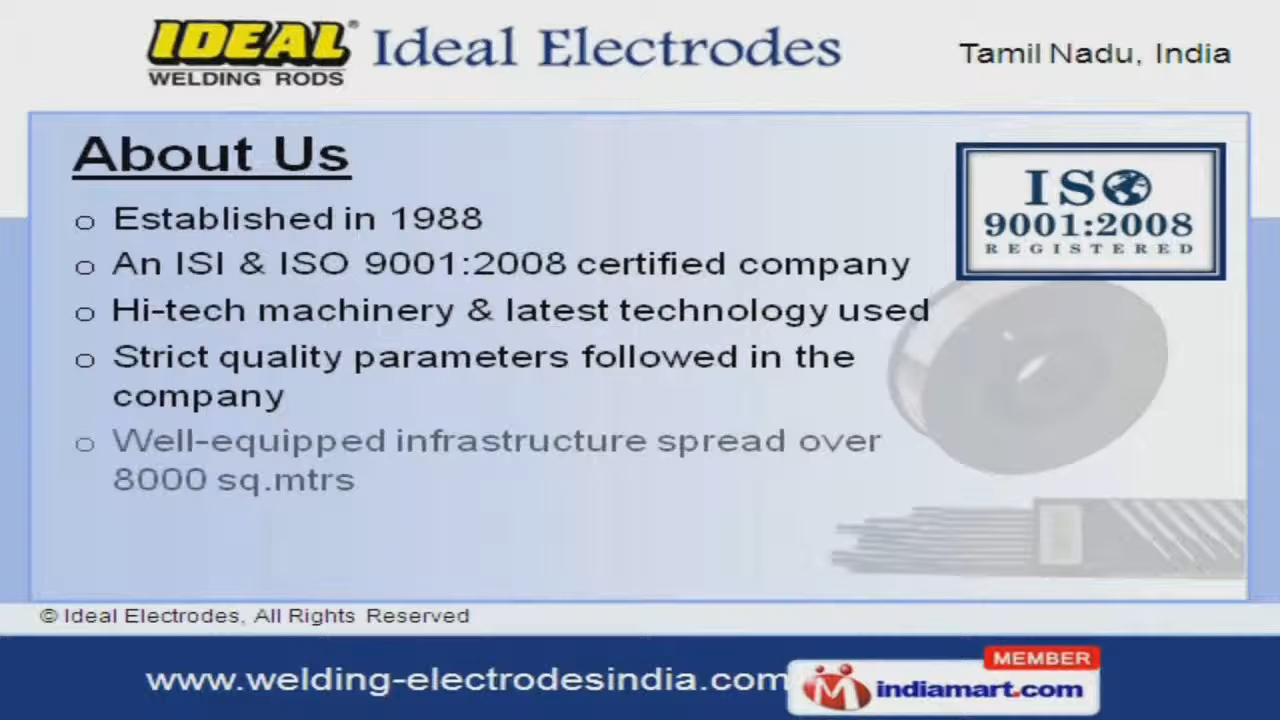 IDEAL®
WELDING RODS
Ideal Electrodes
Tamil Nadu, India
About Us
o Established in 1988
o An ISI & ISO 9001:2008 certified company
o Hi-tech machinery & latest technology used
o Strict quality parameters followed in the
company
o Well-equipped infrastructure spread over
8000 sq.mtrs
ISO
9001:2008
REGISTERED
© Ideal Electrodes, All Rights Reserved
www.welding-electrodesindia.com
MEMBER
indiamart.com